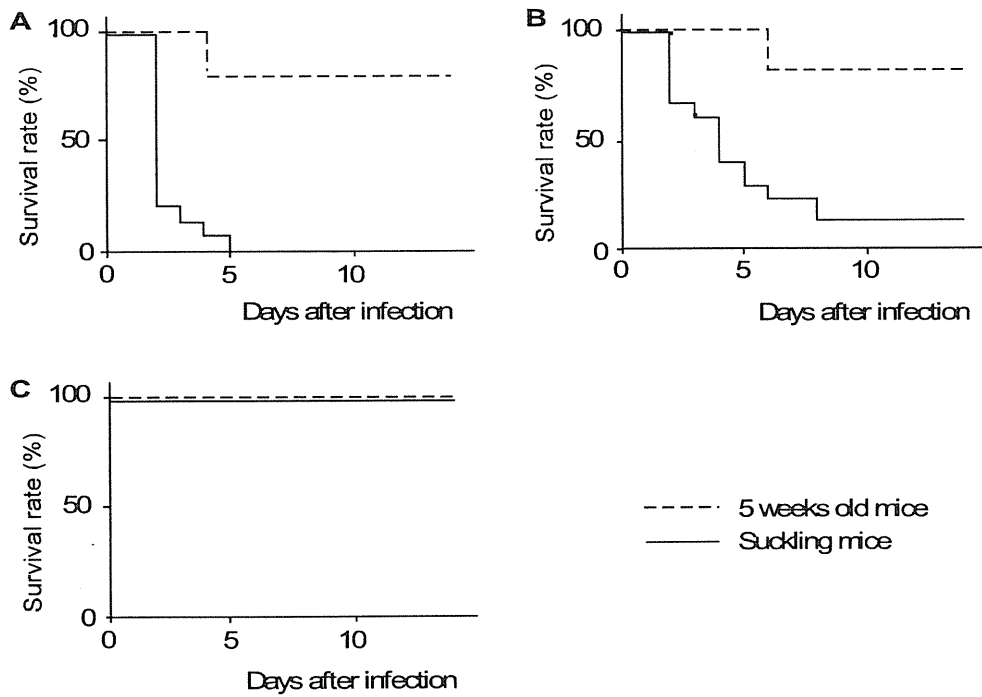 A
Survival rate (%)
100
50
0
0 5 10
Days after infection
B
Survival rate (%)
100
50
0
0 5 10
Days after infection
C
Survival rate (%)
100
50
0
0 5 10
Days after infection
5 weeks old mice
Suckling mice